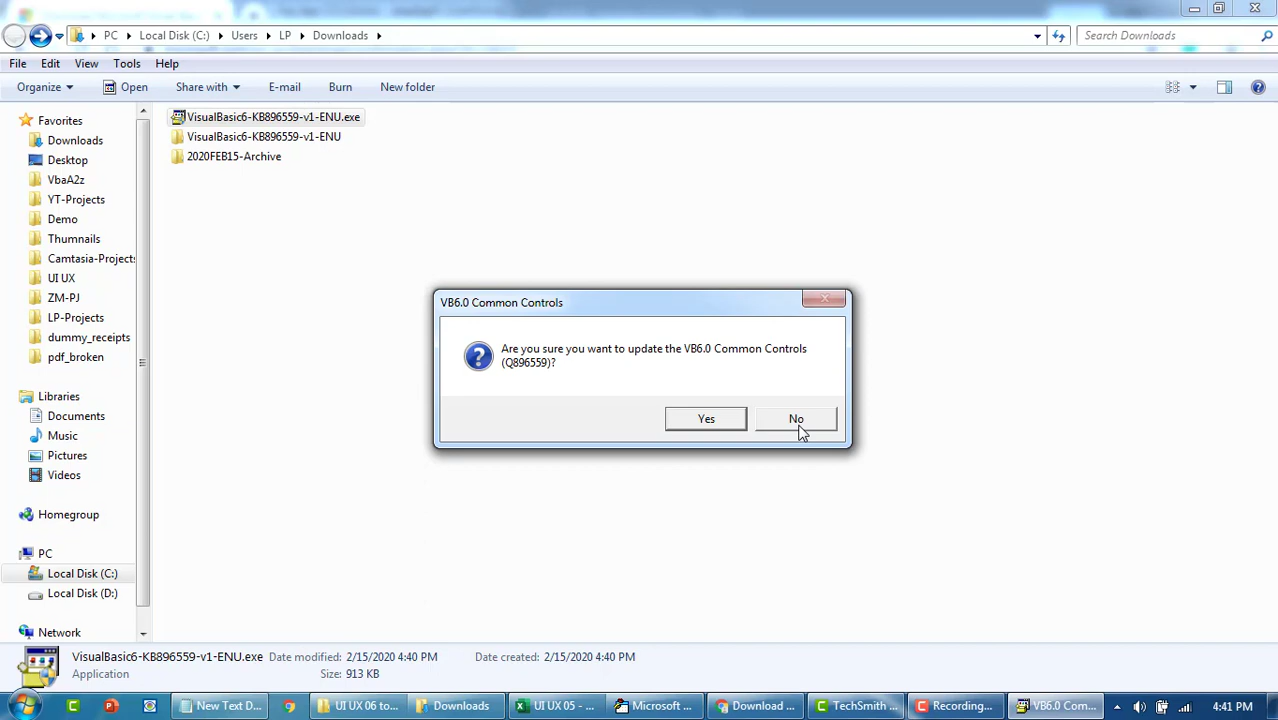 PC Local Disk (C:) Users LP Downloads Search Downloads
File Edit View Tools Help
Organize Open Share with E-mail Burn New folder
Favorites
Downloads
Desktop
VbaA2z
YT-Projects
Demo
Thumnails
Camtasia-Projects
UI UX
ZM-PJ
LP-Projects
dummy_receipts
pdf_broken
Libraries
Documents
Music
Pictures
Videos
Homegroup
PC
Local Disk (C:)
Local Disk (D:)
Network
VisualBasic6-KB896559-v1-ENU.exe
VisualBasic6-KB896559-v1-ENU
2020FEB15-Archive
VB6.0 Common Controls
Are you sure you want to update the VB6.0 Common Controls
(Q896559)?
Yes No
VisualBasic6-KB896559-v1-ENU.exe Date modified: 2/15/2020 4:40 PM Date created: 2/15/2020 4:40 PM
Application Size: 913 KB
New Text D... UI UX 06 to... Downloads UI UX 05 - ... Microsoft ... Download ... TechSmith ... Recording... VB6.0 Com... 4:41 PM